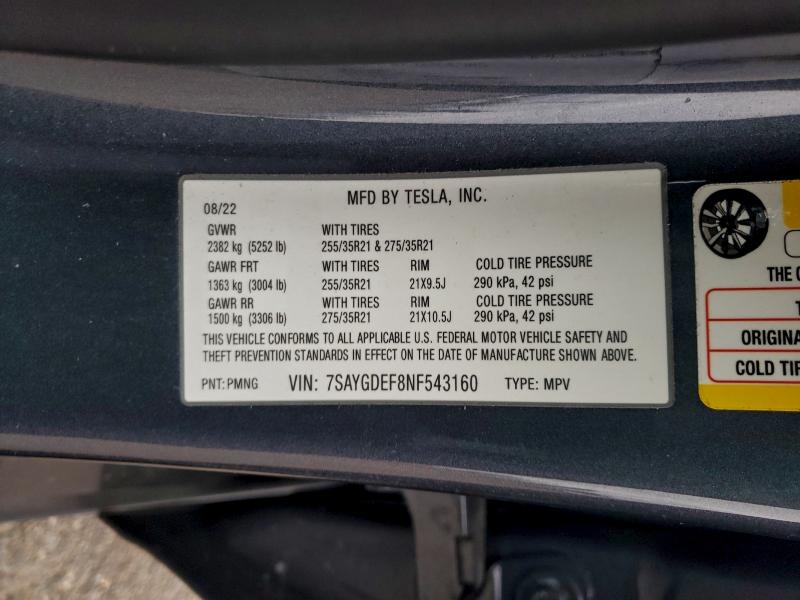 MFD BY TESLA, INC.
08/22
GVWR WITH TIRES
2382 kg (5252 lb) 255/35R21 & 275/35R21
GAWR FRT WITH TIRES RIM COLD TIRE PRESSURE
1363 kg (3004 lb) 255/35R21 21X9.5J 290 kPa, 42 psi
GAWR RR WITH TIRES RIM COLD TIRE PRESSURE
1500 kg (3306 lb) 275/35R21 21X10.5J 290 kPa, 42 psi
THIS VEHICLE CONFORMS TO ALL APPLICABLE U.S. FEDERAL MOTOR VEHICLE SAFETY AND
THEFT PREVENTION STANDARDS IN EFFECT ON THE DATE OF MANUFACTURE SHOWN ABOVE.
PNT: PMNG VIN: 7SAYGDEF8NF543160 TYPE: MPV
THE
ORIGINA
COLD TIR